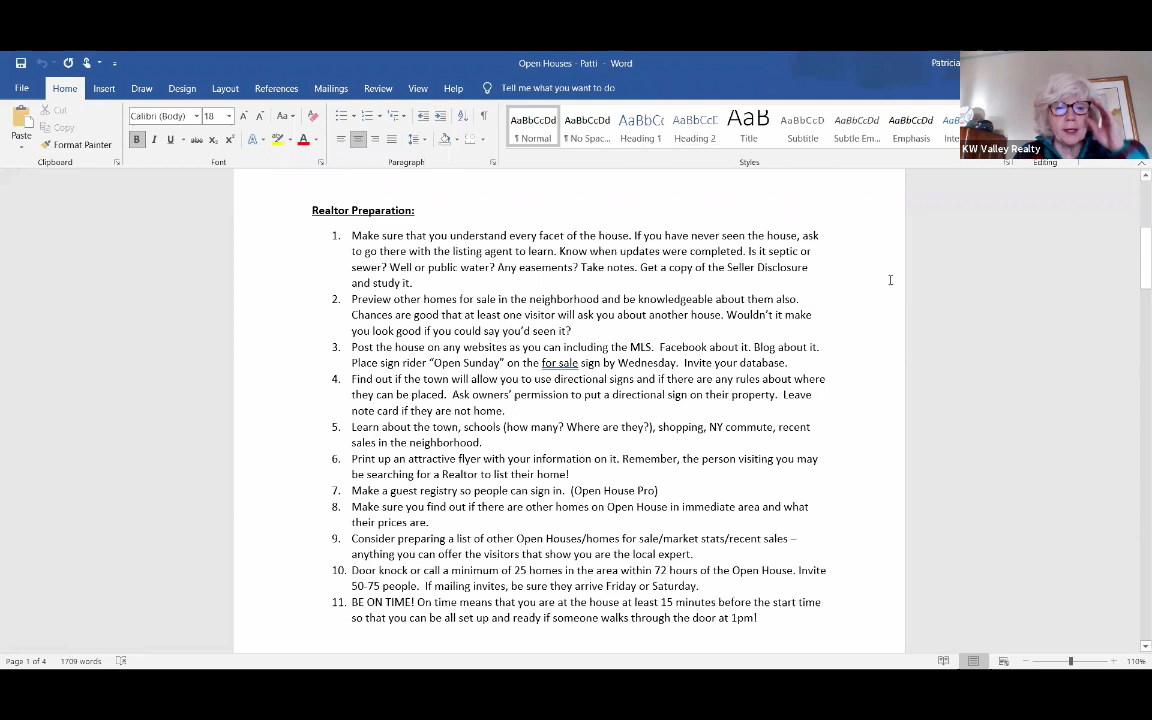 Open Houses - Patti - Word
Patricia
File Home Insert Draw Design Layout References Mailings Review View Help Tell me what you want to do
Paste
Cut
Copy
Format Painter
Clipboard
Calibri (Body) 18
Font
Paragraph
AaBbCcDd AaBbCcDd AaBbCc AaBbCcC AaB AaBbCcD AaBbCcDd AaBbCcDd
¶ Normal ¶ No Spac... Heading 1 Heading 2 Title Subtitle Subtle Em... Emphasis
Styles
Editing
KW Valley Realty
Realtor Preparation:
1. Make sure that you understand every facet of the house. If you have never seen the house, ask
to go there with the listing agent to learn. Know when updates were completed. Is it septic or
sewer? Well or public water? Any easements? Take notes. Get a copy of the Seller Disclosure
and study it.
2. Preview other homes for sale in the neighborhood and be knowledgeable about them also.
Chances are good that at least one visitor will ask you about another house. Wouldn't it make
you look good if you could say you'd seen it?
3. Post the house on any websites as you can including the MLS. Facebook about it. Blog about it.
Place sign rider "Open Sunday" on the for sale sign by Wednesday. Invite your database.
4. Find out if the town will allow you to use directional signs and if there are any rules about where
they can be placed. Ask owners' permission to put a directional sign on their property. Leave
note card if they are not home.
5. Learn about the town, schools (how many? Where are they?), shopping, NY commute, recent
sales in the neighborhood.
6. Print up an attractive flyer with your information on it. Remember, the person visiting you may
be searching for a Realtor to list their home!
7. Make a guest registry so people can sign in. (Open House Pro)
8. Make sure you find out if there are other homes on Open House in immediate area and what
their prices are.
9. Consider preparing a list of other Open Houses/homes for sale/market stats/recent sales –
anything you can offer the visitors that show you are the local expert.
10. Door knock or call a minimum of 25 homes in the area within 72 hours of the Open House. Invite
50-75 people. If mailing invites, be sure they arrive Friday or Saturday.
11. BE ON TIME! On time means that you are at the house at least 15 minutes before the start time
so that you can be all set up and ready if someone walks through the door at 1pm!
Page 1 of 4 1709 words
110%